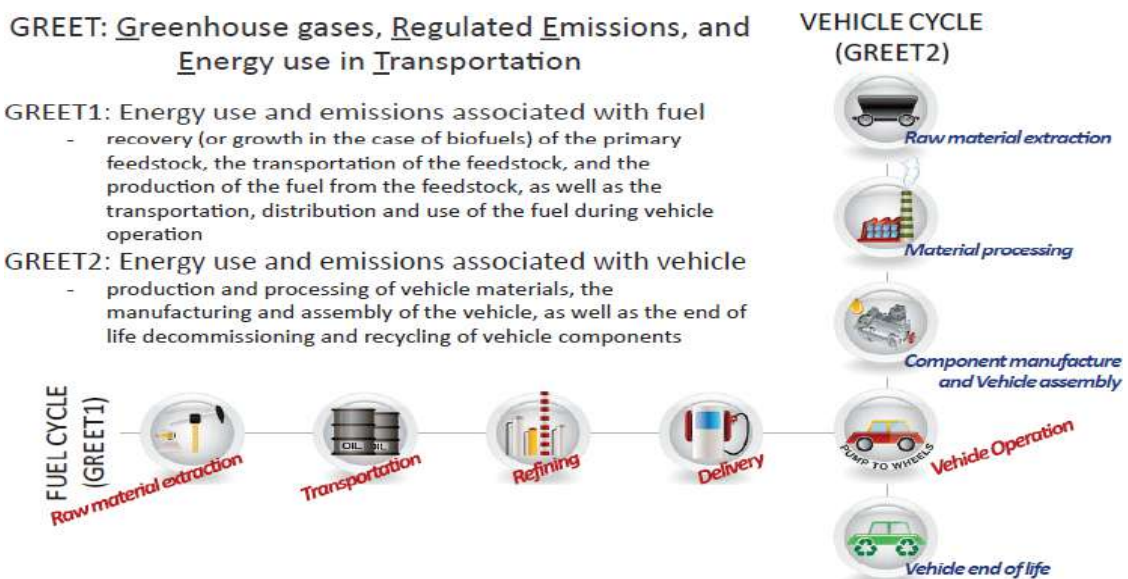 GREET: Greenhouse gases, Regulated Emissions, and
Energy use in Transportation
GREET1: Energy use and emissions associated with fuel
- recovery (or growth in the case of biofuels) of the primary
feedstock, the transportation of the feedstock, and the
production of the fuel from the feedstock, as well as the
transportation, distribution and use of the fuel during vehicle
operation
GREET2: Energy use and emissions associated with vehicle
- production and processing of vehicle materials, the
manufacturing and assembly of the vehicle, as well as the end of
life decommissioning and recycling of vehicle components
VEHICLE CYCLE
(GREET2)
Raw material extraction
Material processing
Component manufacture
and Vehicle assembly
FUEL CYCLE
(GREET1)
Raw material extraction
OIL
OIL
Transportation
Refining
Delivery
PUMP TO WHEELS
Vehicle Operation
Vehicle end of life